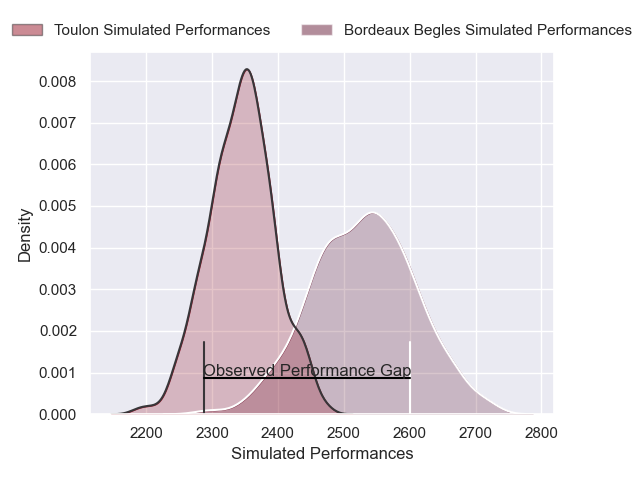 Toulon Simulated Performances
Bordeaux Begles Simulated Performances
0.008
0.007
0.006
0.005
0.004
0.003
0.002
0.001
0.000
Density
Observed Performance Gap
2200 2300 2400 2500 2600 2700 2800
Simulated Performances